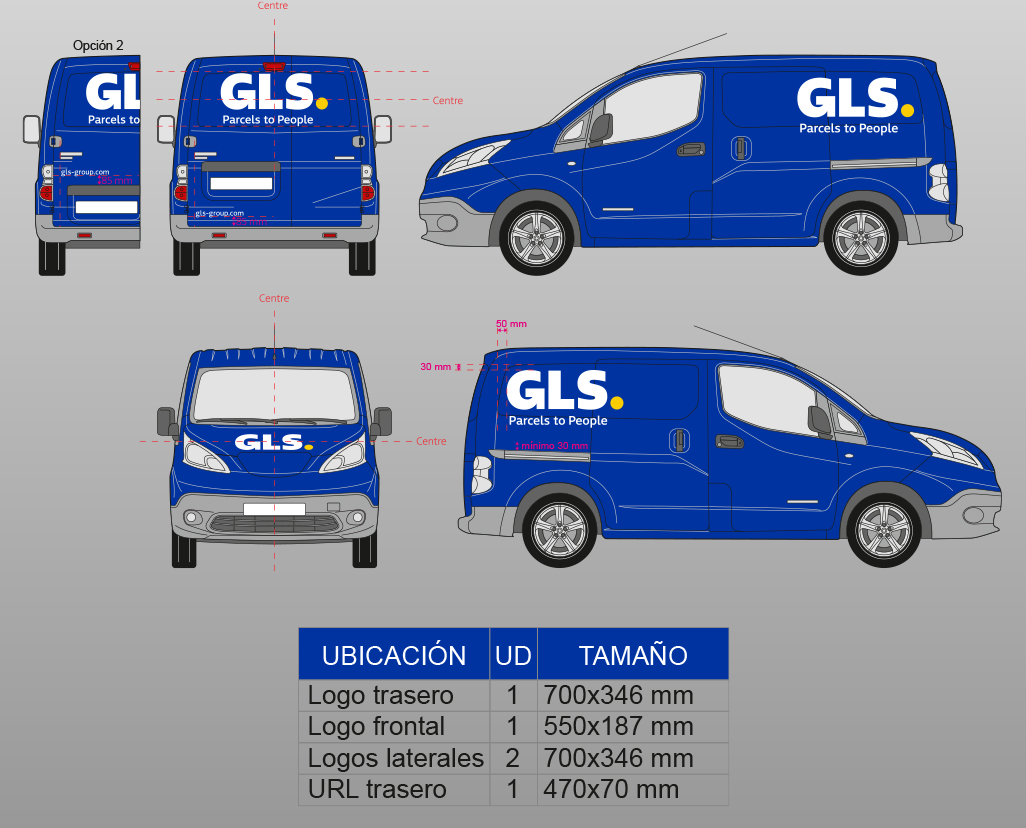 Centre
Opción 2
GL
Parcels to
gls-group.com
85 mm
GLS.
Parcels to People
gls-group.com
Centre
GLS.
Parcels to People
Centre
GLS.
Centre
50 mm
30 mm
GLS.
Parcels to People
mínimo 30 mm
UBICACIÓN UD TAMAÑO
Logo trasero 1 700x346 mm
Logo frontal 1 550x187 mm
Logos laterales 2 700x346 mm
URL trasero 1 470x70 mm